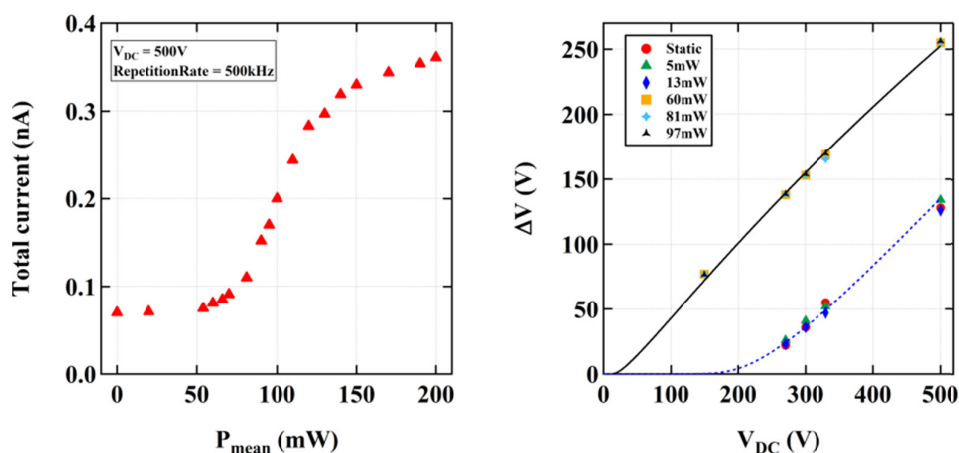 0.4
0.3
0.2
0.1
0.0
Total current (nA)
V_DC = 500V
RepetitionRate = 500kHz
0 50 100 150 200
P_mean (mW)
250
200
150
100
50
0
ΔV (V)
Static
5mW
13mW
60mW
81mW
97mW
0 100 200 300 400 500
V_DC (V)